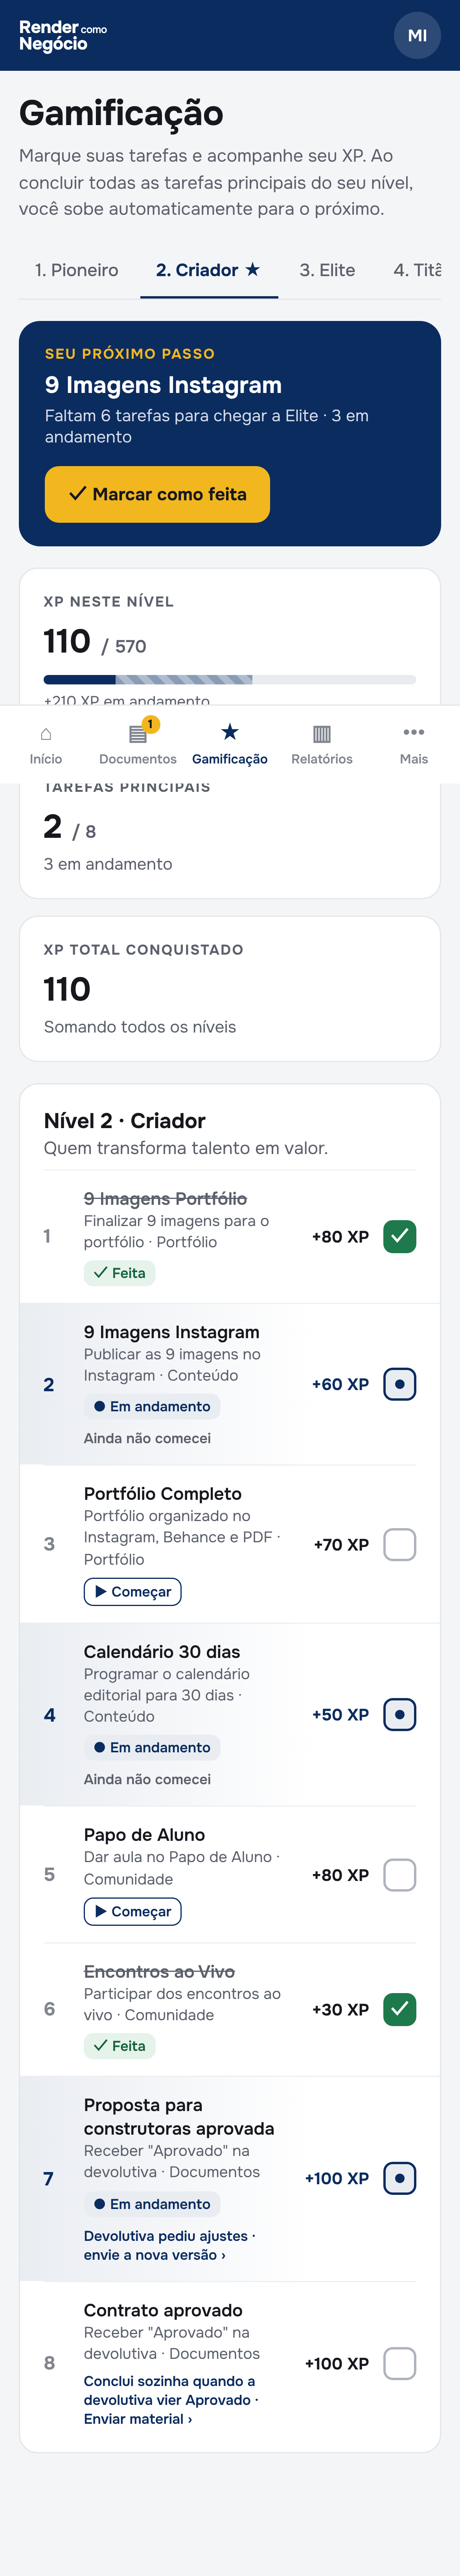 Render como
Negócio
MI
Gamificação
Marque suas tarefas e acompanhe seu XP. Ao
concluir todas as tarefas principais do seu nível,
você sobe automaticamente para o próximo.
1. Pioneiro
2. Criador ★
3. Elite
4. Titã
SEU PRÓXIMO PASSO
9 Imagens Instagram
Faltam 6 tarefas para chegar a Elite · 3 em
andamento
✓ Marcar como feita
XP NESTE NÍVEL
110 / 570
+210 XP em andamento
1
Início
Documentos
Gamificação
Relatórios
Mais
TAREFAS PRINCIPAIS
2 / 8
3 em andamento
XP TOTAL CONQUISTADO
110
Somando todos os níveis
Nível 2 · Criador
Quem transforma talento em valor.
1
9 Imagens Portfólio
Finalizar 9 imagens para o
portfólio · Portfólio
✓ Feita
+80 XP
2
9 Imagens Instagram
Publicar as 9 imagens no
Instagram · Conteúdo
● Em andamento
Ainda não comecei
+60 XP
3
Portfólio Completo
Portfólio organizado no
Instagram, Behance e PDF ·
Portfólio
▶ Começar
+70 XP
4
Calendário 30 dias
Programar o calendário
editorial para 30 dias ·
Conteúdo
● Em andamento
Ainda não comecei
+50 XP
5
Papo de Aluno
Dar aula no Papo de Aluno ·
Comunidade
▶ Começar
+80 XP
6
Encontros ao Vivo
Participar dos encontros ao
vivo · Comunidade
✓ Feita
+30 XP
7
Proposta para
construtoras aprovada
Receber "Aprovado" na
devolutiva · Documentos
● Em andamento
Devolutiva pediu ajustes ·
envie a nova versão ›
+100 XP
8
Contrato aprovado
Receber "Aprovado" na
devolutiva · Documentos
Conclui sozinha quando a
devolutiva vier Aprovado ·
Enviar material ›
+100 XP